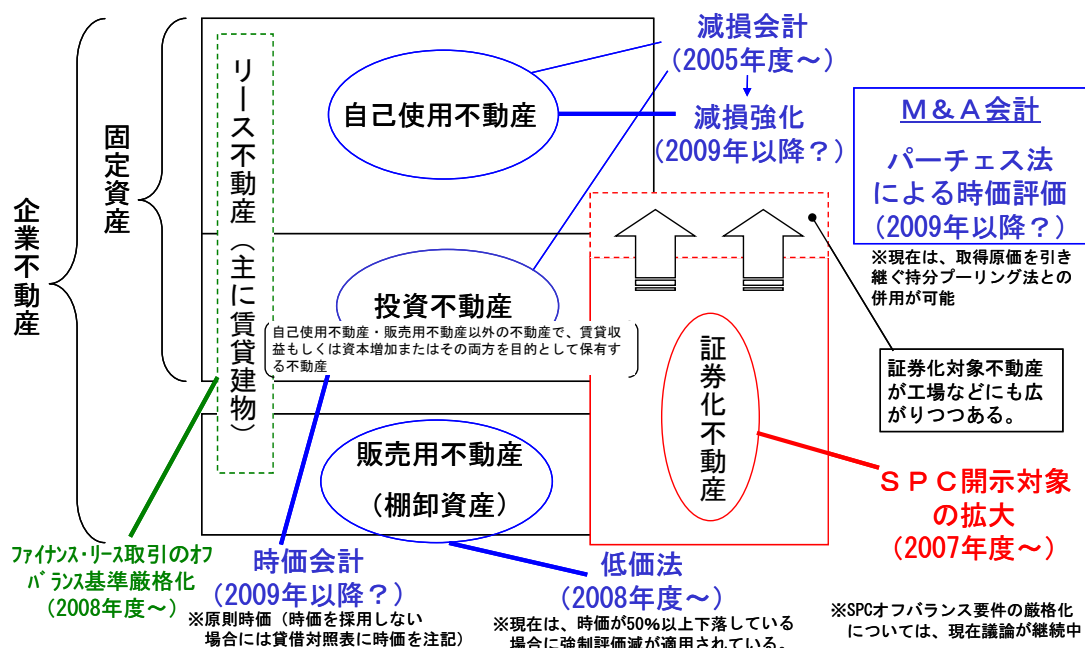 減損会計
(2005年度～)
減損強化
(2009年以降？)
Ｍ＆Ａ会計
パーチェス法
による時価評価
(2009年以降？)
※現在は、取得原価を引き
継ぐ持分プーリング法との
併用が可能
企業不動産
固定資産
リース不動産（主に賃貸建物）
自己使用不動産
投資不動産
自己使用不動産・販売用不動産以外の不動産で、賃貸収
益もしくは資本増加またはその両方を目的として保有す
る不動産
販売用不動産
(棚卸資産)
証券化不動産
証券化対象不動産
が工場などにも広
がりつつある。
ＳＰＣ開示対象
の拡大
(2007年度～)
ﾌｧｲﾅﾝｽ･ﾘｰｽ取引のｵﾌ
ﾊﾞﾗﾝｽ基準厳格化
(2008年度～)
時価会計
(2009年以降？)
※原則時価（時価を採用しない
場合には貸借対照表に時価を注記）
低価法
(2008年度～)
※現在は、時価が50%以上下落している
場合に強制評価減が適用されている。
※SPCオフバランス要件の厳格化
については、現在議論が継続中